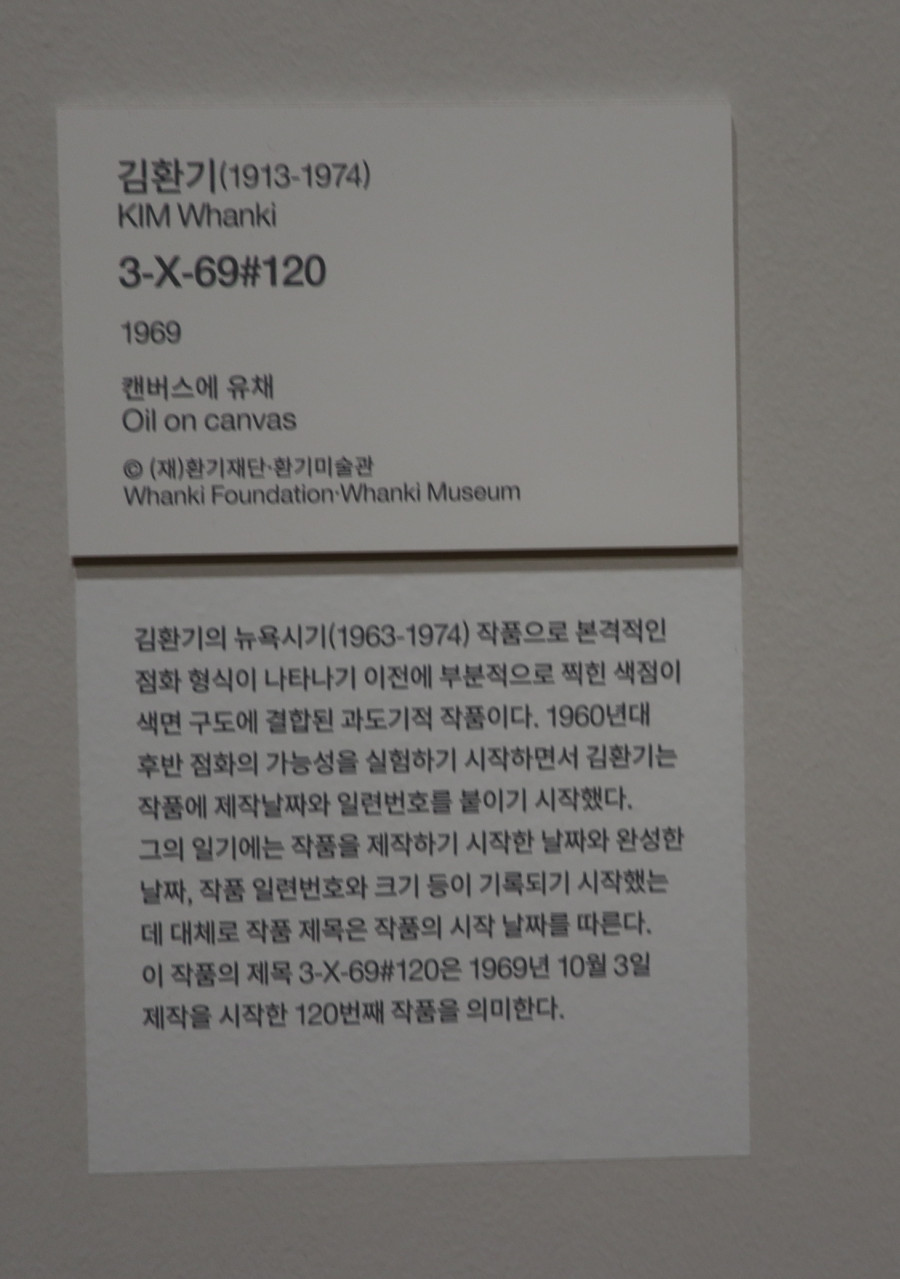 김환기(1913-1974)
KIM Whanki
3-X-69#120
1969
캔버스에 유채
Oil on canvas
© (재)환기재단·환기미술관
Whanki Foundation·Whanki Museum
김환기의 뉴욕시기(1963-1974) 작품으로 본격적인
점화 형식이 나타나기 이전에 부분적으로 찍힌 색점이
색면 구도에 결합된 과도기적 작품이다. 1960년대
후반 점화의 가능성을 실험하기 시작하면서 김환기는
작품에 제작날짜와 일련번호를 붙이기 시작했다.
그의 일기에는 작품을 제작하기 시작한 날짜와 완성한
날짜, 작품 일련번호와 크기 등이 기록되기 시작했는
데 대체로 작품 제목은 작품의 시작 날짜를 따른다.
이 작품의 제목 3-X-69#120은 1969년 10월 3일
제작을 시작한 120번째 작품을 의미한다.